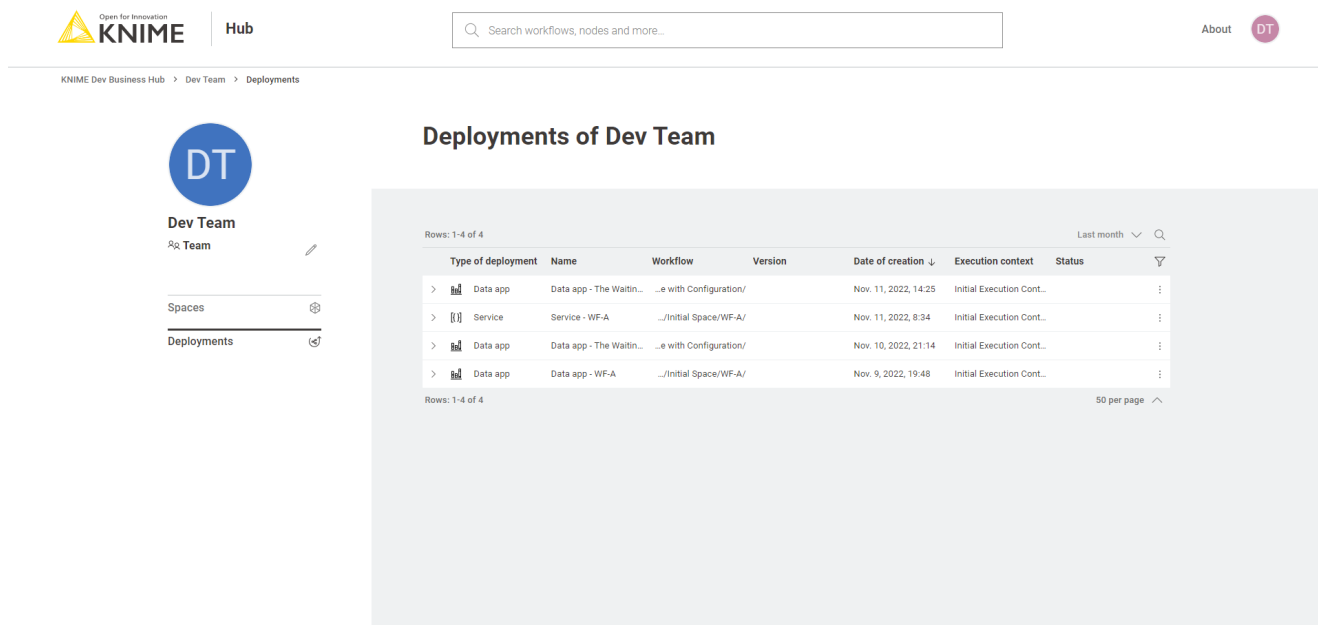 Open for Innovation
KNIME
Hub
Search workflows, nodes and more...
About
DT
KNIME Dev Business Hub > Dev Team > Deployments
DT
Dev Team
Team
Spaces
Deployments
Deployments of Dev Team
Rows: 1-4 of 4
Last month
Type of deployment Name Workflow Version Date of creation ↓ Execution context Status
Data app Data app - The Waitin... ...e with Configuration/ Nov. 11, 2022, 14:25 Initial Execution Cont...
Service Service - WF-A .../Initial Space/WF-A/ Nov. 11, 2022, 8:34 Initial Execution Cont...
Data app Data app - The Waitin... ...e with Configuration/ Nov. 10, 2022, 21:14 Initial Execution Cont...
Data app Data app - WF-A .../Initial Space/WF-A/ Nov. 9, 2022, 19:48 Initial Execution Cont...
Rows: 1-4 of 4
50 per page